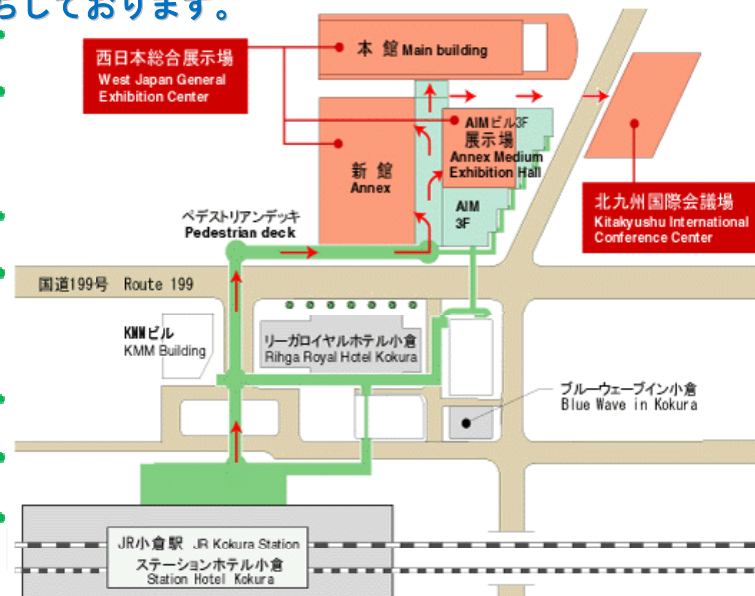 ちしております。
西日本総合展示場
West Japan General
Exhibition Center
本 館 Main building
AIMビル3F
展示場
Annex Medium
Exhibition Hall
新 館
Annex
AIM
3F
北九州国際会議場
Kitakyushu International
Conference Center
ペデストリアンデッキ
Pedestrian deck
国道199号 Route 199
KMMビル
KMM Building
リーガロイヤルホテル小倉
Rihga Royal Hotel Kokura
ブルーウェーブイン小倉
Blue Wave in Kokura
JR小倉駅 JR Kokura Station
ステーションホテル小倉
Station Hotel Kokura